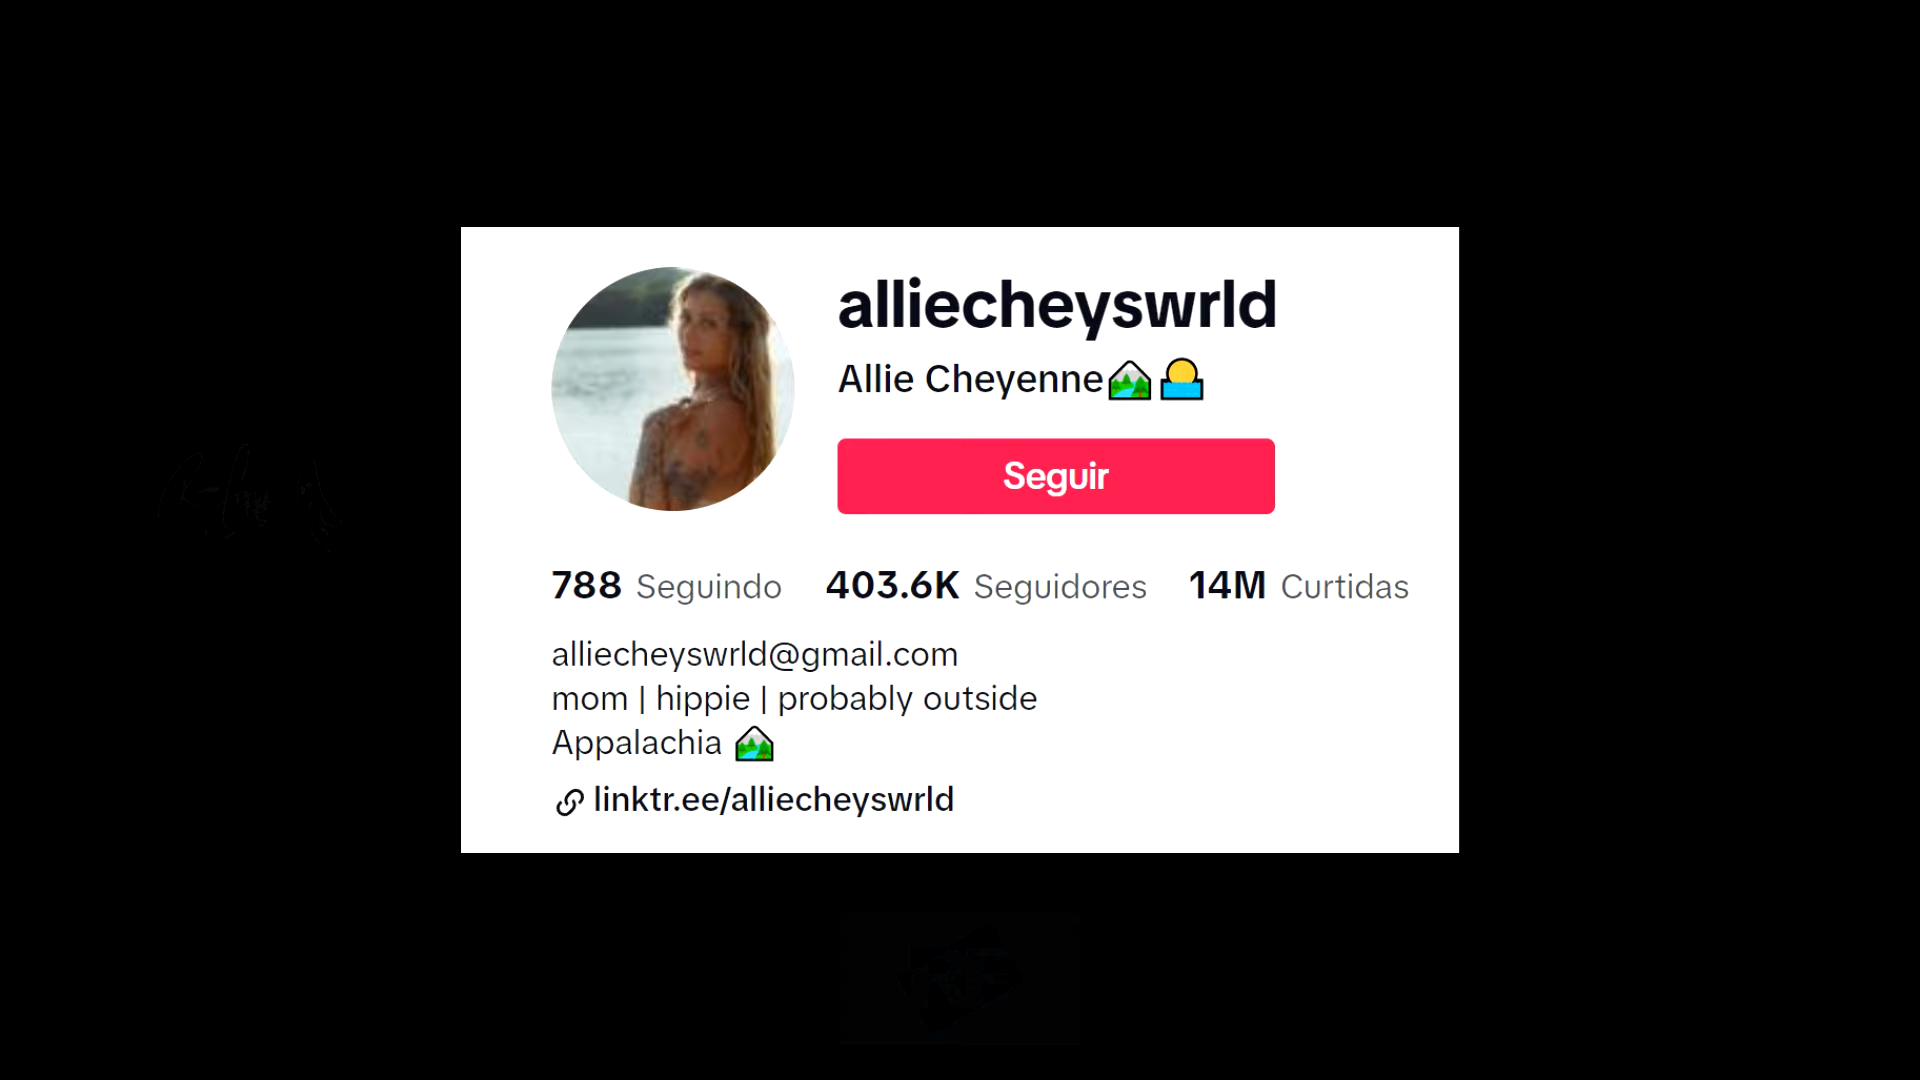 alliecheyswrld
Allie Cheyenne🏞️🌅
Seguir
788 Seguindo 403.6K Seguidores 14M Curtidas
alliecheyswrld@gmail.com
mom | hippie | probably outside
Appalachia 🏞️
linktr.ee/alliecheyswrld